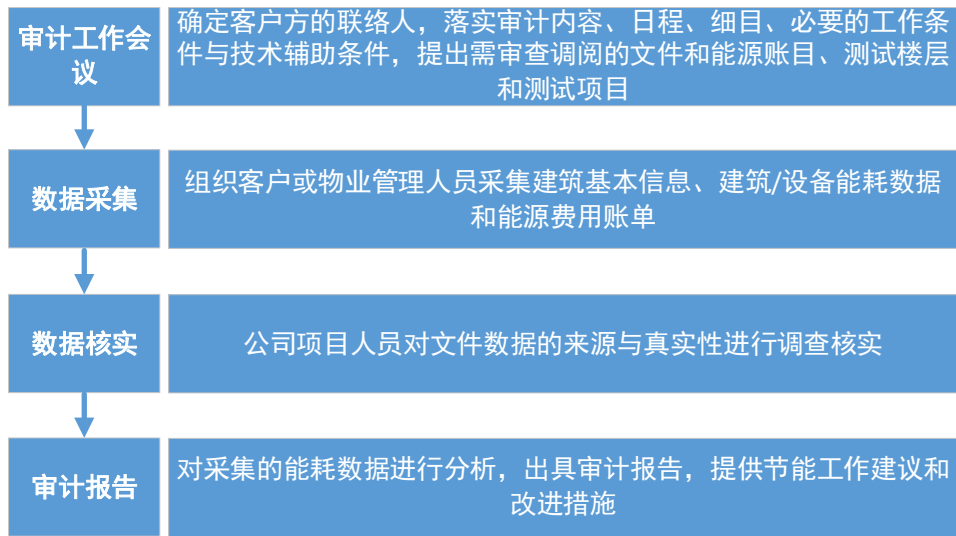 审计工作会
议
确定客户方的联络人，落实审计内容、日程、细目、必要的工作条
件与技术辅助条件，提出需审查调阅的文件和能源账目、测试楼层
和测试项目
数据采集
组织客户或物业管理人员采集建筑基本信息、建筑/设备能耗数据
和能源费用账单
数据核实
公司项目人员对文件数据的来源与真实性进行调查核实
审计报告
对采集的能耗数据进行分析，出具审计报告，提供节能工作建议和
改进措施